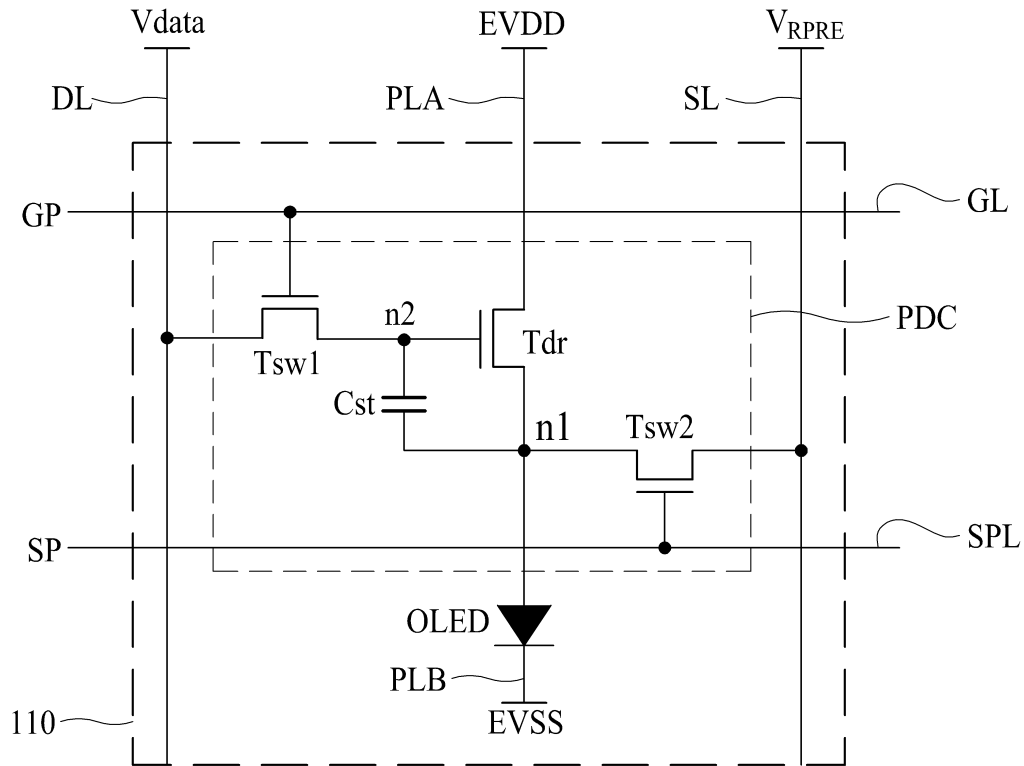 Vdata
EVDD
VRPRE
DL
PLA
SL
GP
GL
n2
Tdr
PDC
Tsw1
Cst
n1
Tsw2
SP
SPL
OLED
PLB
110
EVSS